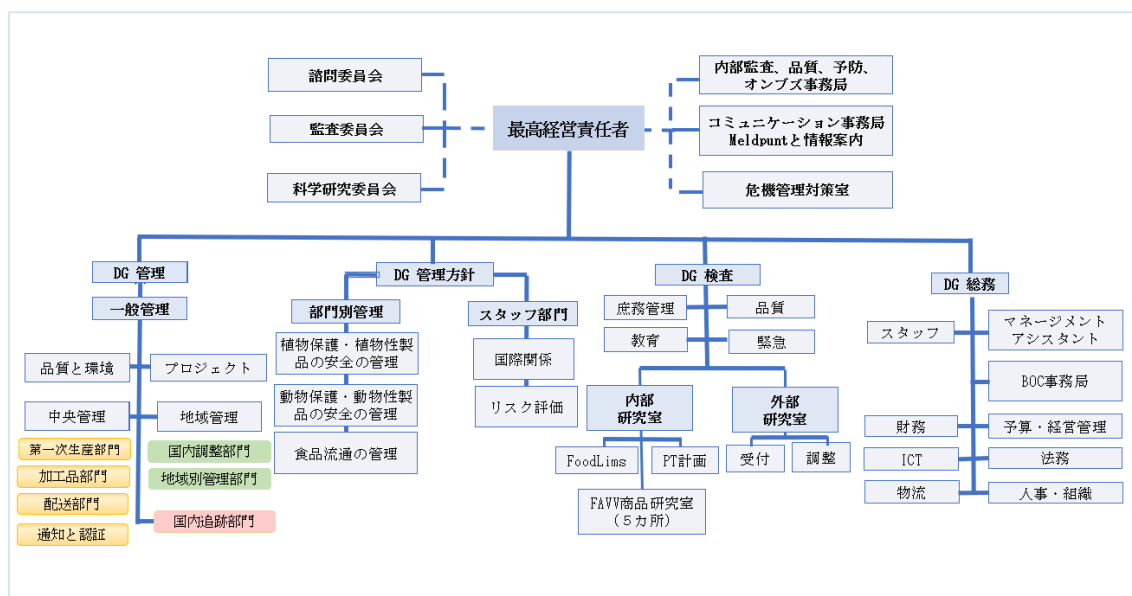 諮問委員会
監査委員会
科学研究委員会
最高経営責任者
内部監査、品質、予防、
オンブズ事務局
コミュニケーション事務局
Meldpuntと情報案内
危機管理対策室
DG 管理
一般管理
品質と環境
プロジェクト
中央管理
地域管理
第一次生産部門
加工品部門
配送部門
通知と認証
国内調整部門
地域別管理部門
国内追跡部門
DG 管理方針
部門別管理
植物保護・植物性製
品の安全の管理
動物保護・動物性製
品の安全の管理
食品流通の管理
スタッフ部門
国際関係
リスク評価
DG 検査
庶務管理
品質
教育
緊急
内部
研究室
FoodLims
PT計画
FAVV商品研究室
（５カ所）
外部
研究室
受付
調整
DG 総務
スタッフ
マネージメント
アシスタント
BOC事務局
財務
予算・経営管理
ICT
法務
物流
人事・組織